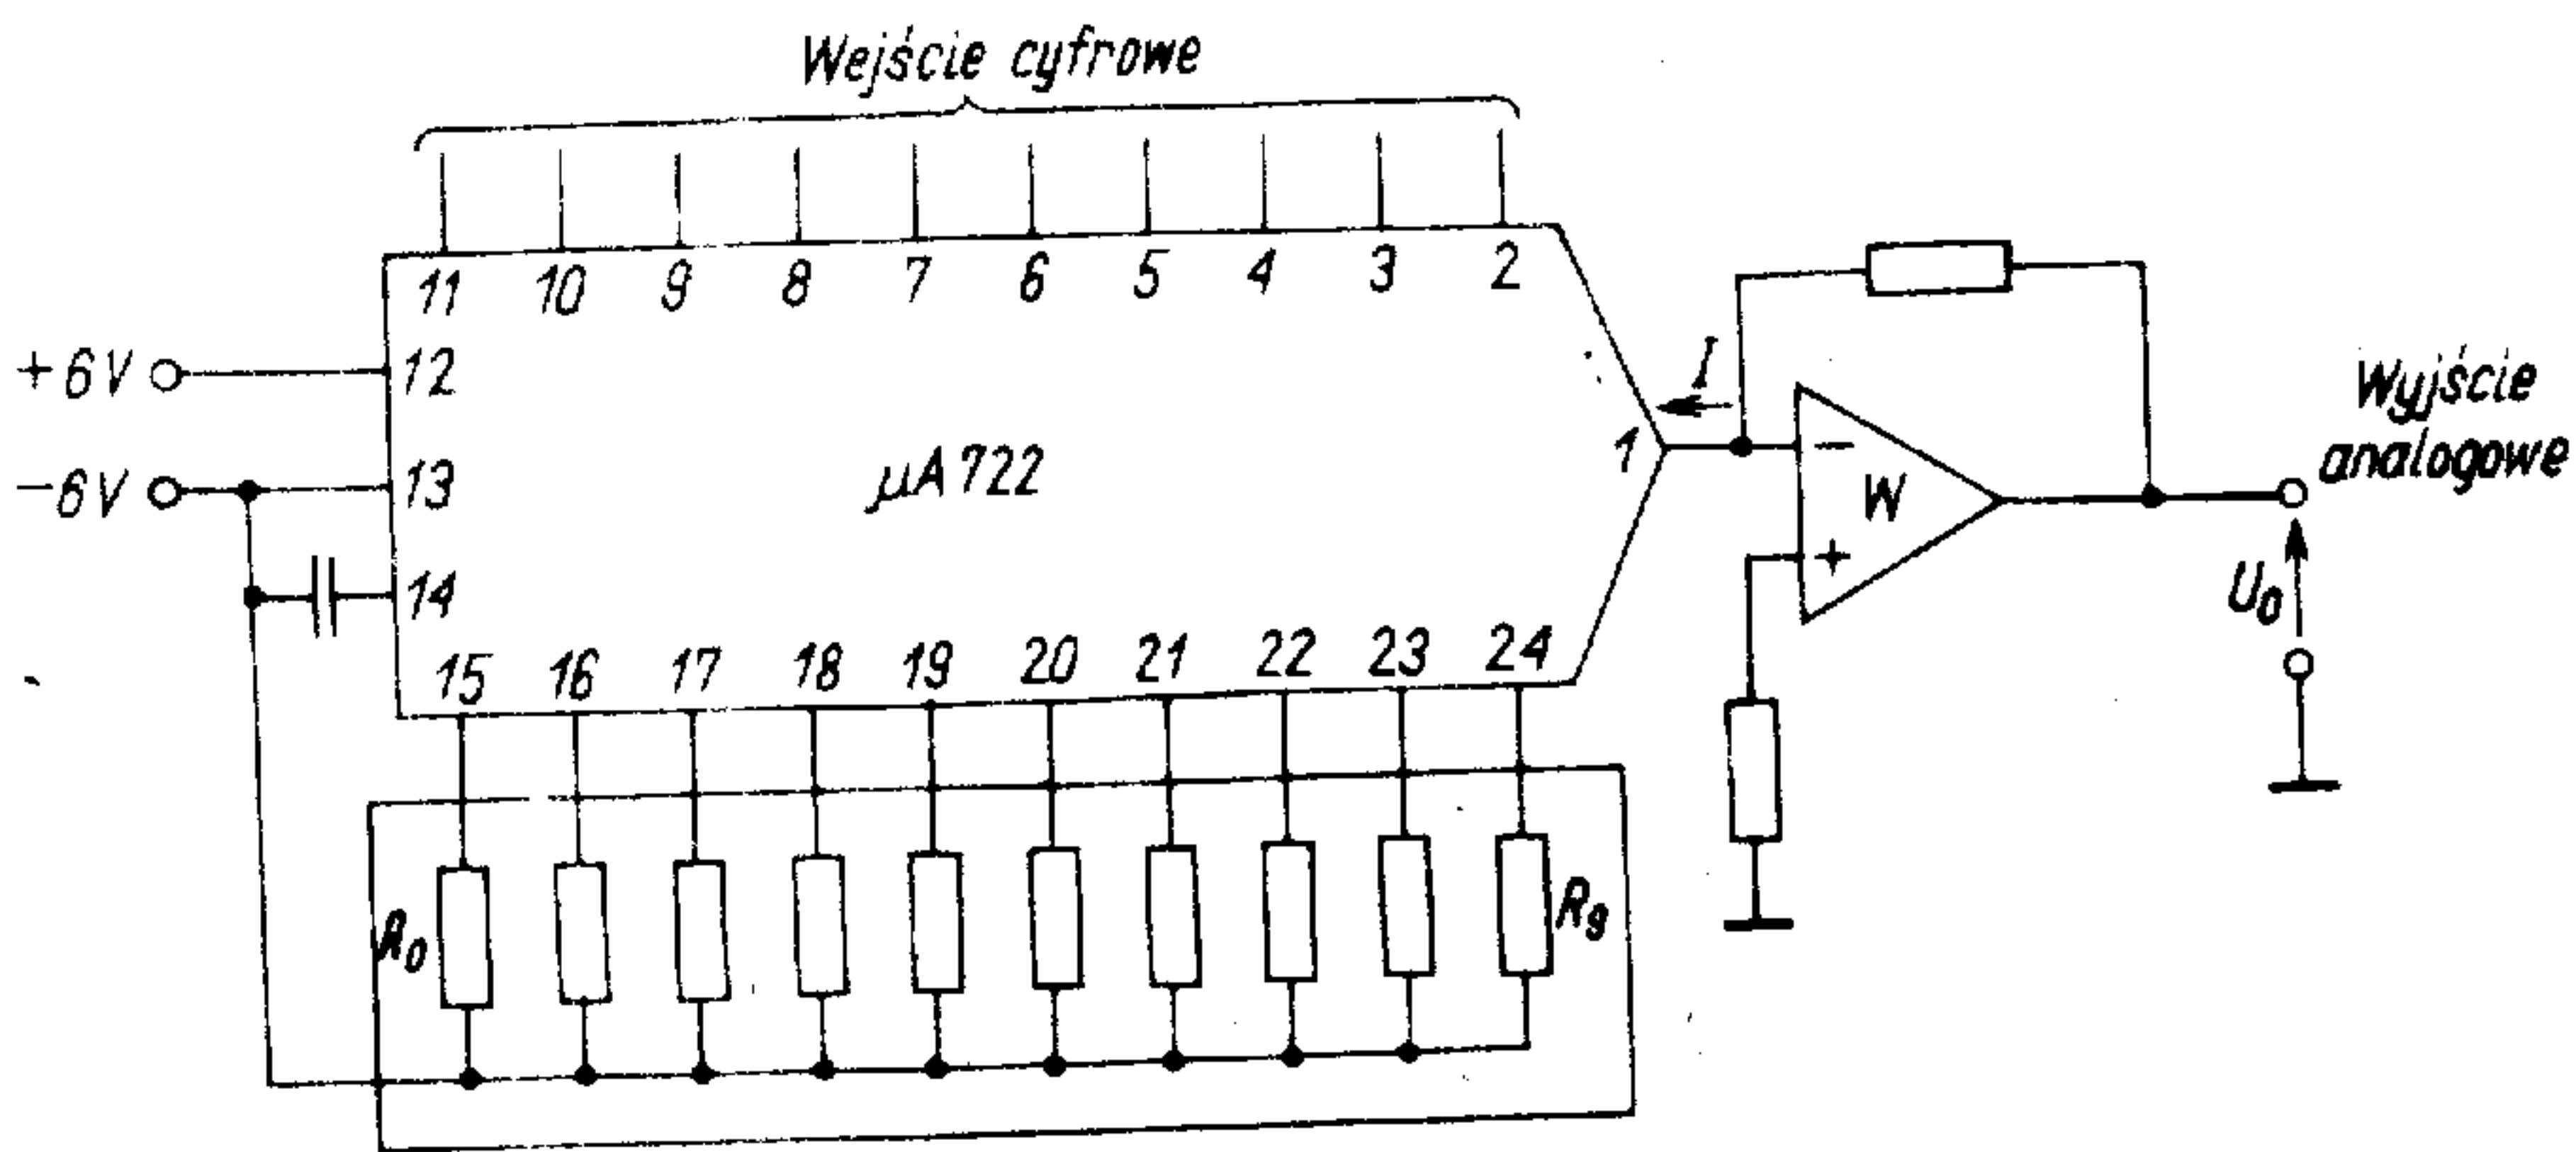 Wejście cyfrowe
11 10 9 8 7 6 5 4 3 2
+6V
12
-6V
13
14
μA722
1
I
-
W
+
Wyjście
analogowe
U₀
15 16 17 18 19 20 21 22 23 24
R₀
R₉